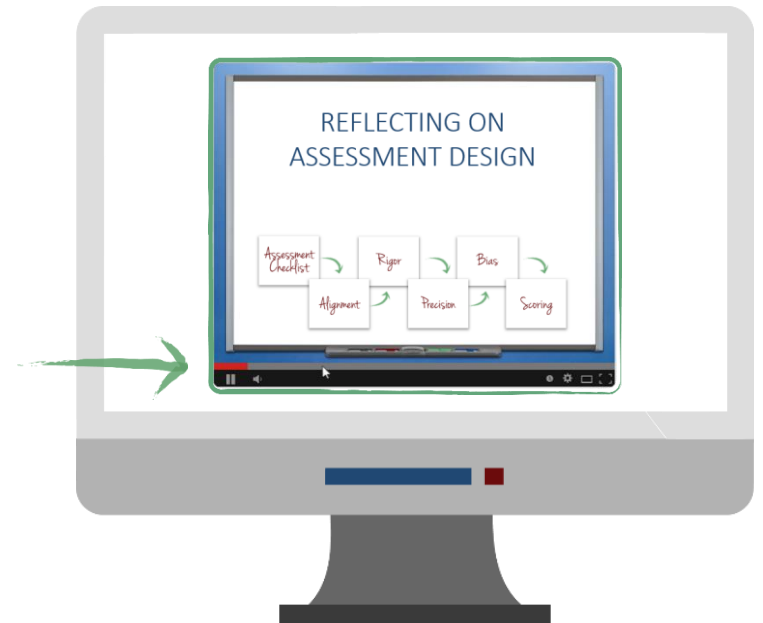 REFLECTING ON
ASSESSMENT DESIGN
Assessment
Checklist
Alignment
Rigor
Precision
Bias
Scoring